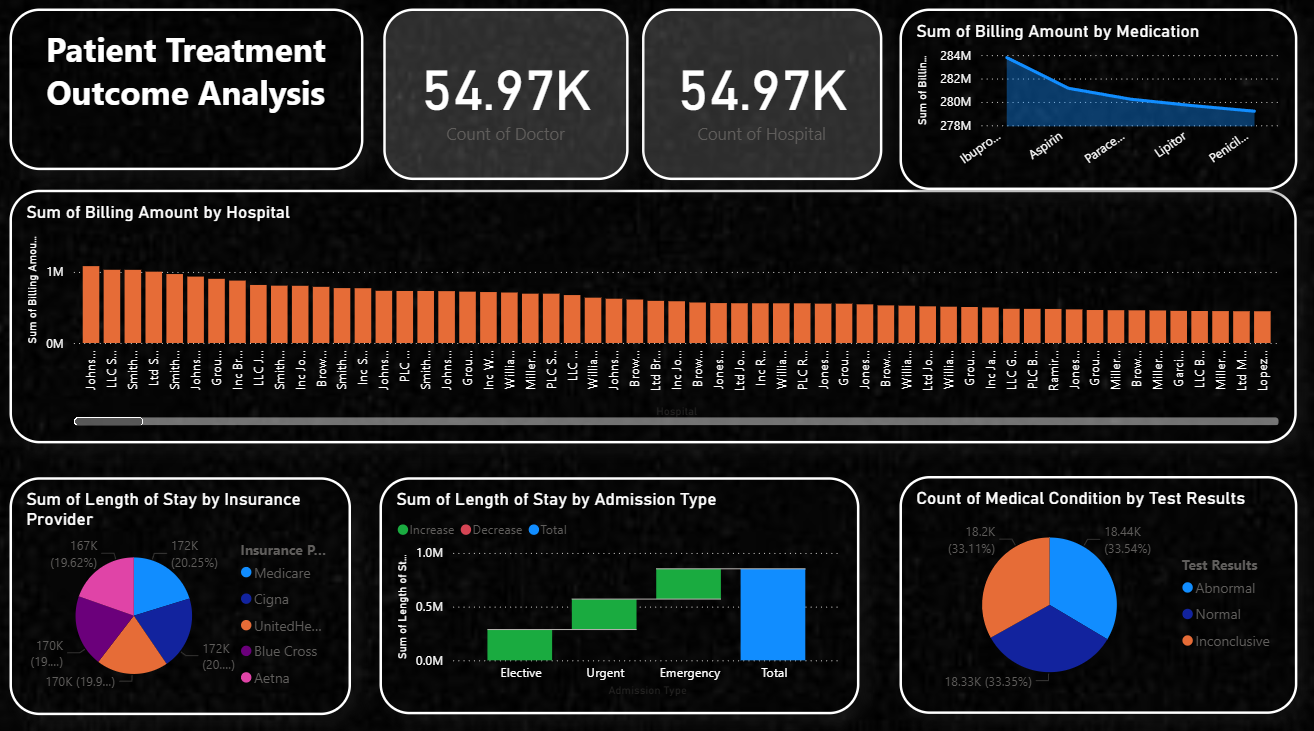 Patient Treatment
Outcome Analysis
54.97K
Count of Doctor
54.97K
Count of Hospital
Sum of Billing Amount by Medication
Sum of Billin...
284M
282M
280M
278M
Ibupro...
Aspirin
Parace...
Lipitor
Penicil...
Sum of Billing Amount by Hospital
Sum of Billing Amou...
1M
0M
Johns...
LLC S...
Smith...
Ltd S...
Smith...
Johns...
Grou...
Inc Br...
LLC J...
Smith...
Inc Jo...
Brow...
Smith...
Inc S...
Johns...
PLC ...
Smith...
Johns...
Grou...
Inc W...
Willia...
Miller...
PLC S...
LLC ...
Willia...
Johns...
Brow...
Ltd Br...
Inc Jo...
Brow...
Jones...
Ltd Jo...
Inc R...
Willia...
PLC R...
Jones...
Grou...
Jones...
Brow...
Willia...
Ltd Jo...
Willia...
Grou...
Inc Ja...
LLC G...
PLC B...
Ramir...
Jones...
Grou...
Miller...
Brow...
Miller...
Garci...
LLC B...
Miller...
Ltd M...
Lopez...
Hospital
Sum of Length of Stay by Insurance
Provider
167K
(19.62%)
172K
(20.25%)
172K
(20....)
170K (19.9...)
170K
(19....)
Insurance P...
Medicare
Cigna
UnitedHe...
Blue Cross
Aetna
Sum of Length of Stay by Admission Type
Increase
Decrease
Total
Sum of Length of St...
1.0M
0.5M
0.0M
Elective
Urgent
Emergency
Total
Admission Type
Count of Medical Condition by Test Results
18.2K
(33.11%)
18.44K
(33.54%)
18.33K (33.35%)
Test Results
Abnormal
Normal
Inconclusive